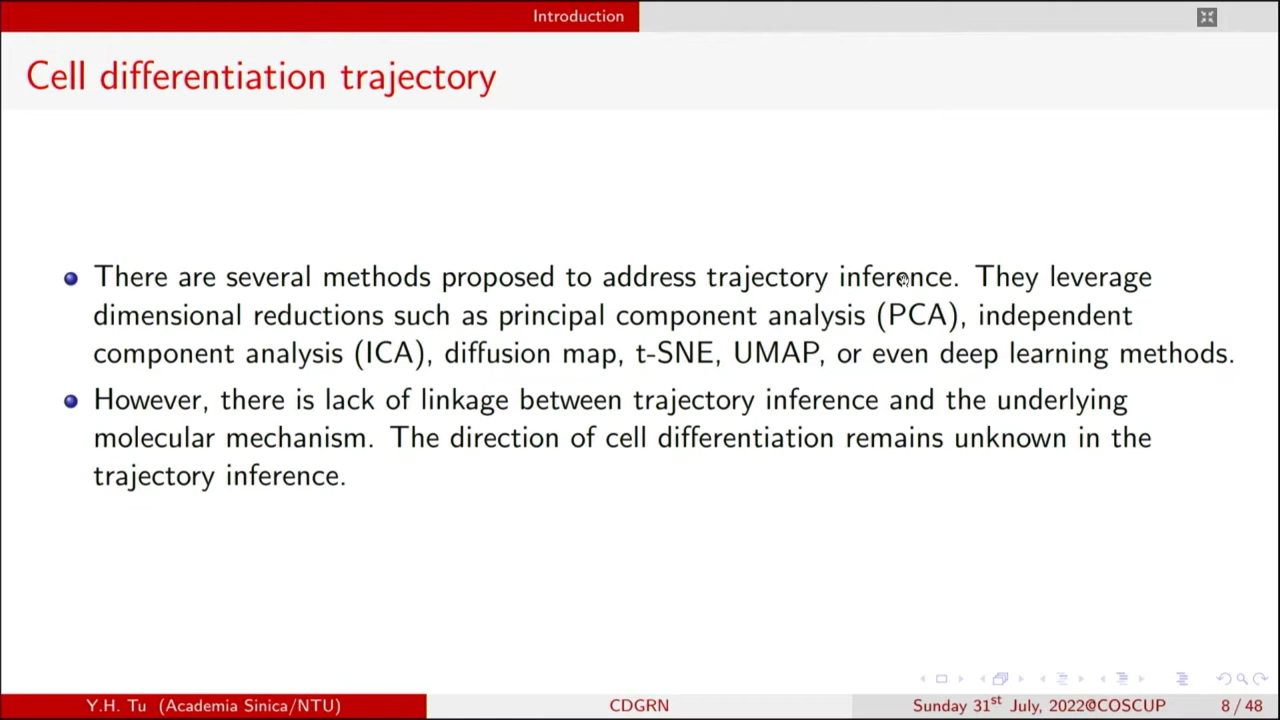 Introduction
Cell differentiation trajectory
There are several methods proposed to address trajectory inference. They leverage
dimensional reductions such as principal component analysis (PCA), independent
component analysis (ICA), diffusion map, t-SNE, UMAP, or even deep learning methods.
However, there is lack of linkage between trajectory inference and the underlying
molecular mechanism. The direction of cell differentiation remains unknown in the
trajectory inference.
Y.H. Tu (Academia Sinica/NTU) CDGRN Sunday 31st July, 2022@COSCUP 8 / 48